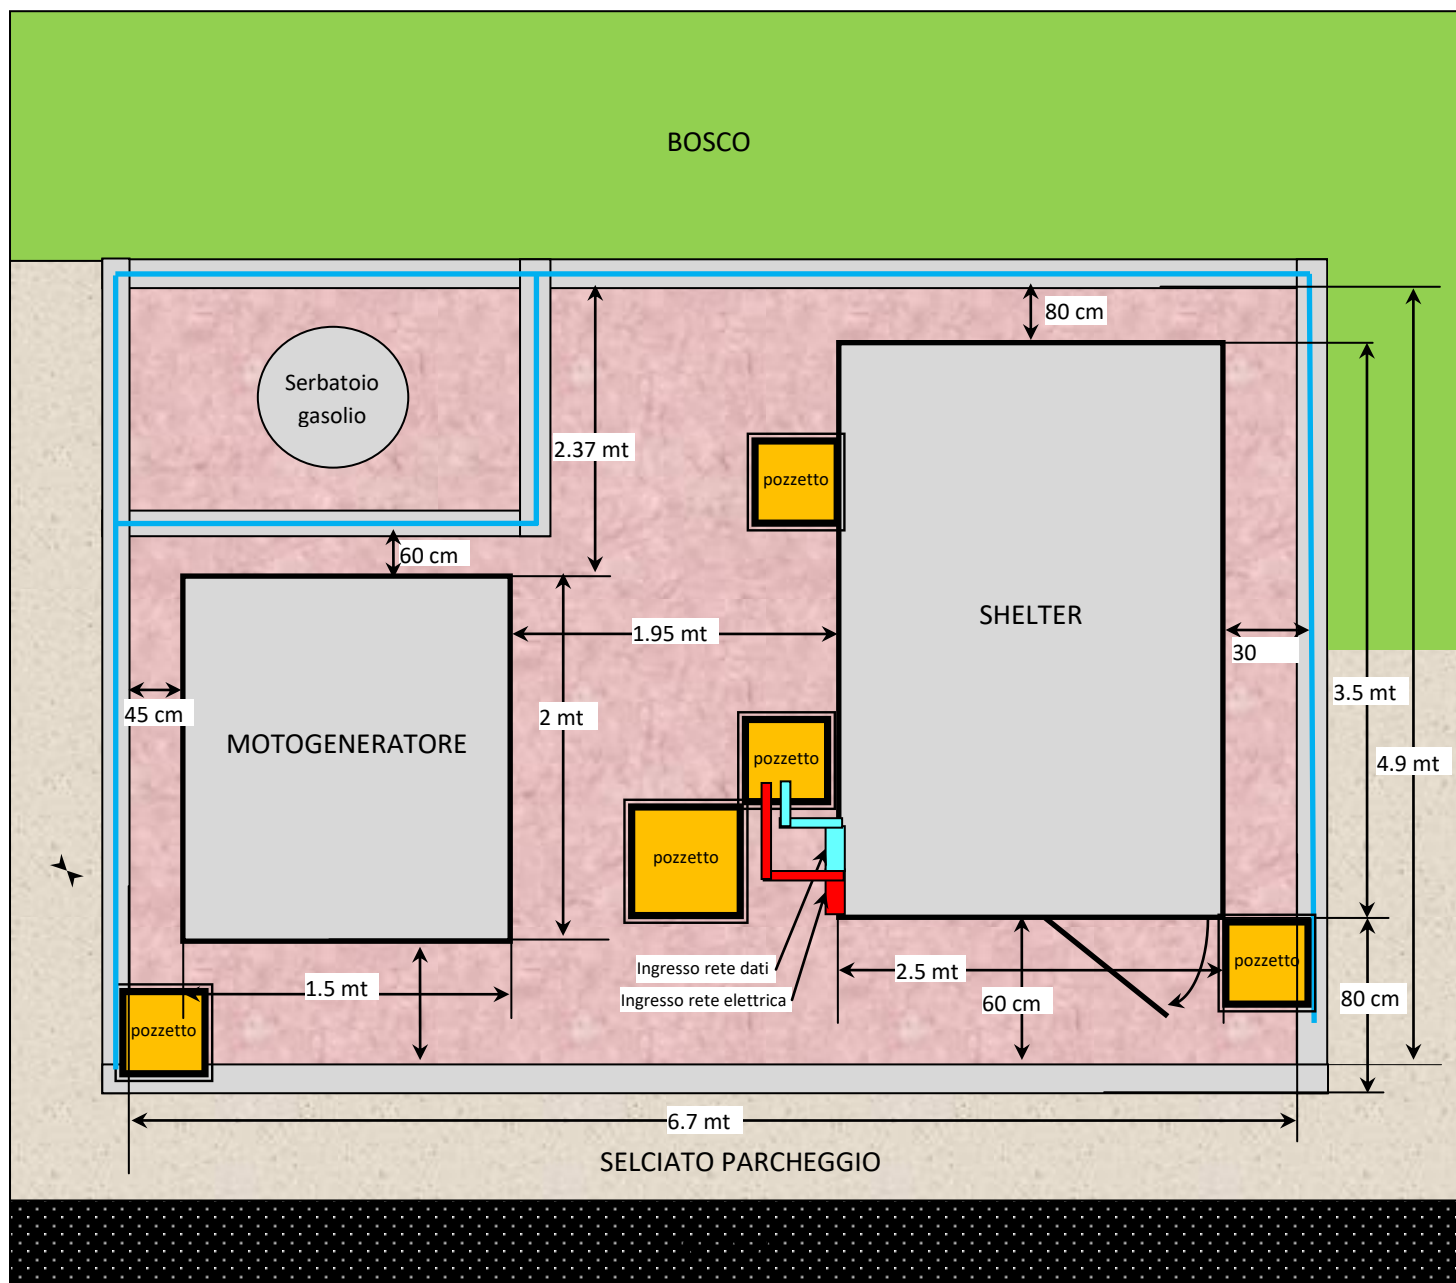 BOSCO
80 cm
Serbatoio
gasolio
2.37 mt
pozzetto
60 cm
SHELTER
1.95 mt
30
3.5 mt
45 cm
2 mt
MOTOGENERATORE
pozzetto
4.9 mt
pozzetto
Ingresso rete dati
2.5 mt
pozzetto
1.5 mt
Ingresso rete elettrica
60 cm
80 cm
pozzetto
6.7 mt
SELCIATO PARCHEGGIO